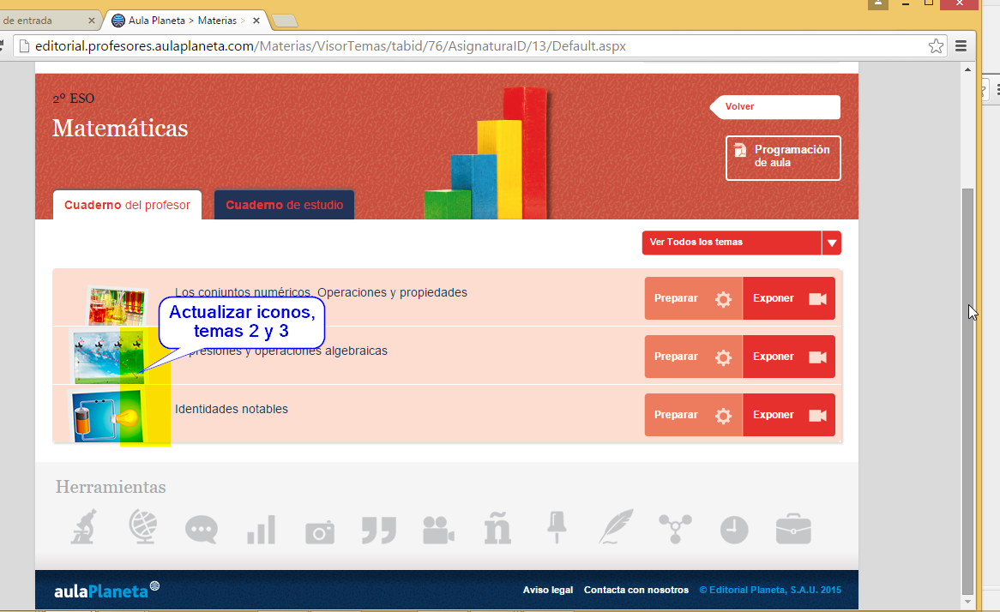 de entrada
Aula Planeta > Materias >
editorial.profesores.aulaplaneta.com/Materias/VisorTemas/tabid/76/AsignaturaID/13/Default.aspx
2º ESO
Matemáticas
Volver
Programación
de aula
Cuaderno del profesor
Cuaderno de estudio
Ver Todos los temas
Los conjuntos numéricos. Operaciones y propiedades
Preparar
Exponer
Actualizar iconos,
temas 2 y 3
y operaciones algebraicas
Preparar
Exponer
Identidades notables
Preparar
Exponer
Herramientas
ñ
aulaPlaneta
Aviso legal
Contacta con nosotros
© Editorial Planeta, S.A.U. 2015